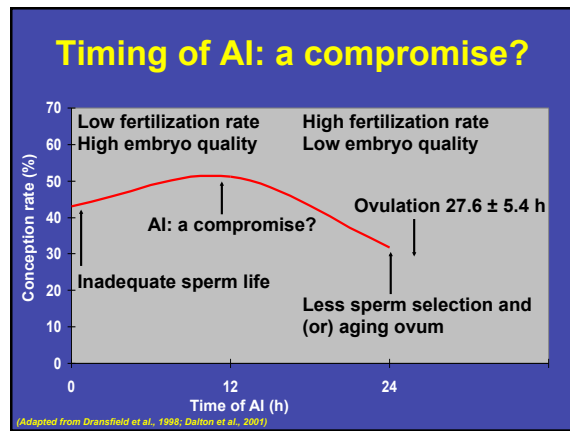 Timing of AI: a compromise?
70
60
50
40
30
20
10
0
Conception rate (%)
Low fertilization rate
High embryo quality
High fertilization rate
Low embryo quality
Ovulation 27.6 ± 5.4 h
AI: a compromise?
Inadequate sperm life
Less sperm selection and
(or) aging ovum
0
12
24
Time of AI (h)
(Adapted from Dransfield et al., 1998; Dalton et al., 2001)